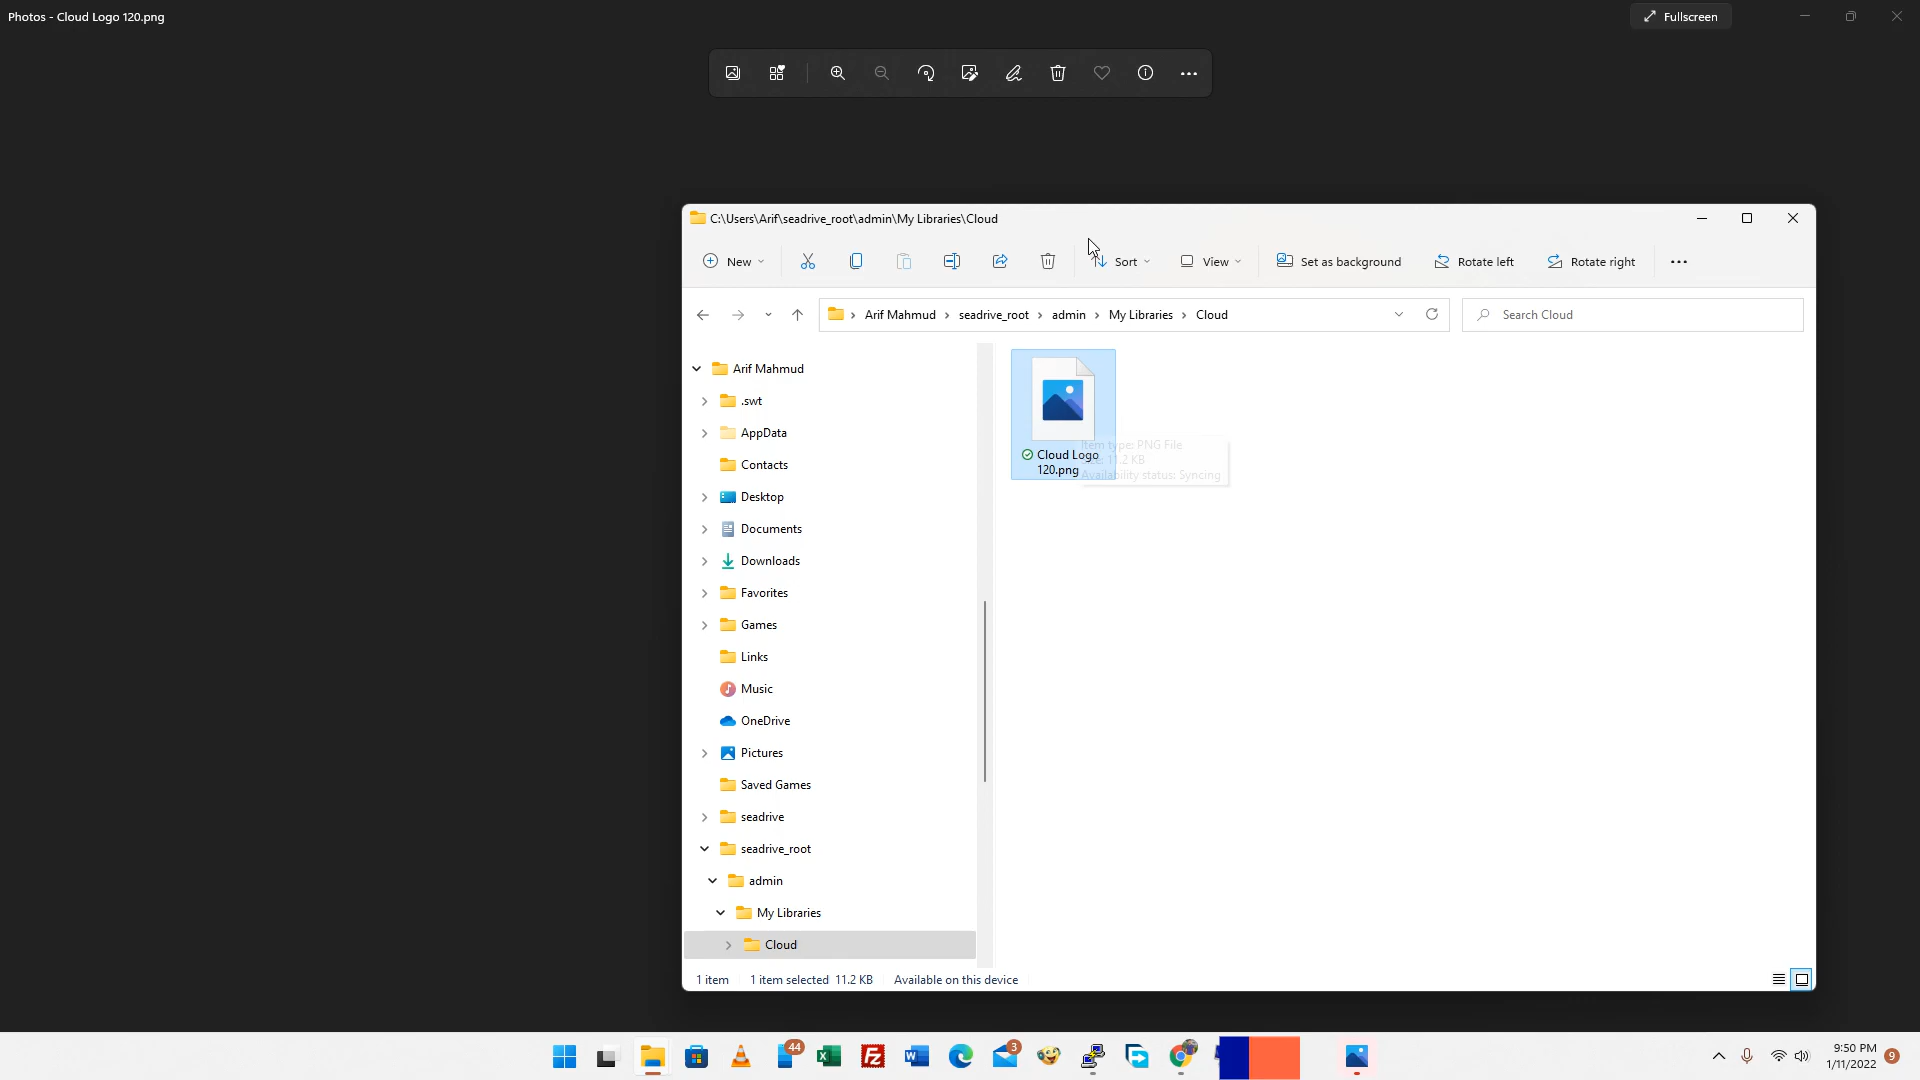 Photos - Cloud Logo 120.png
Fullscreen
C:\Users\Arif\seadrive_root\admin\My Libraries\Cloud
New
Sort
View
Set as background
Rotate left
Rotate right
Arif Mahmud › seadrive_root › admin › My Libraries › Cloud
Search Cloud
Arif Mahmud
.swt
AppData
Contacts
Desktop
Documents
Downloads
Favorites
Games
Links
Music
OneDrive
Pictures
Saved Games
seadrive
seadrive_root
admin
My Libraries
Cloud
Cloud Logo
120.png
Item type: PNG File
Size: 11.2 KB
Availability status: Syncing
1 item
1 item selected 11.2 KB
Available on this device
44
3
9:50 PM
1/11/2022
9